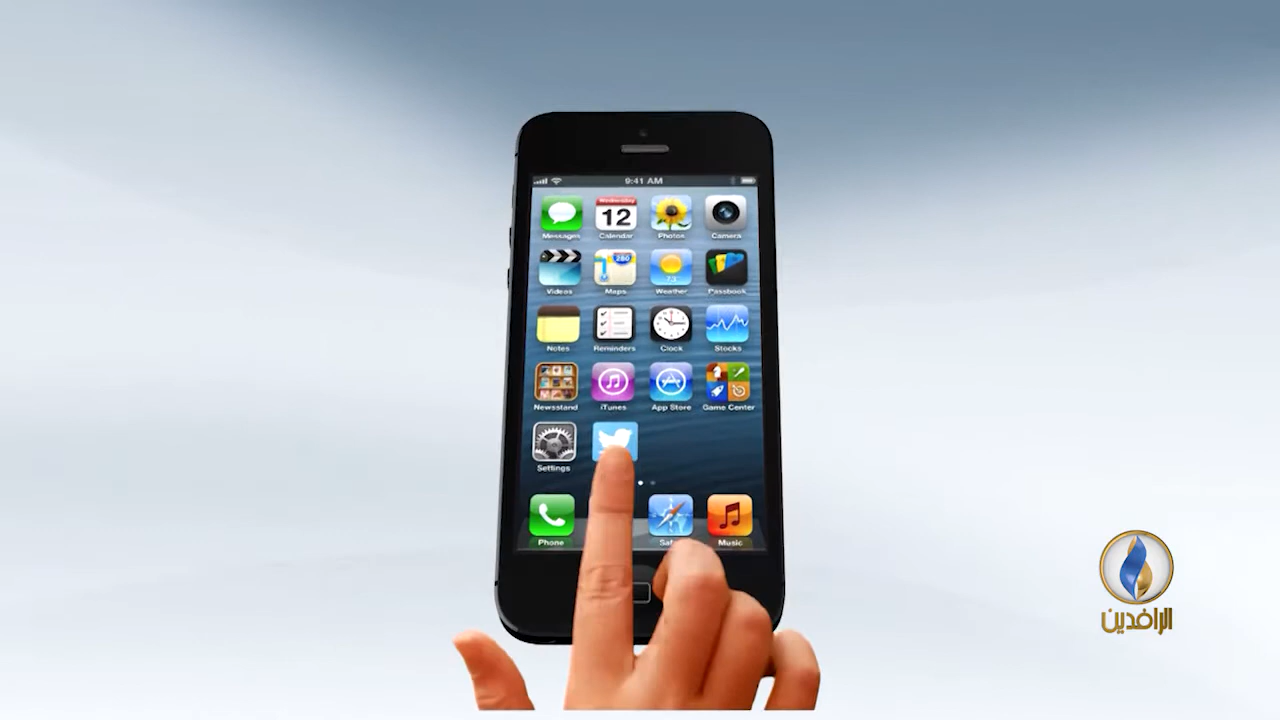 9:41 AM
Wednesday
12
Messages Calendar Photos Camera
280
73°
Videos Maps Weather Passbook
Notes Reminders Clock Stocks
Newsstand iTunes App Store Game Center
Settings
Phone Music
الرافدين